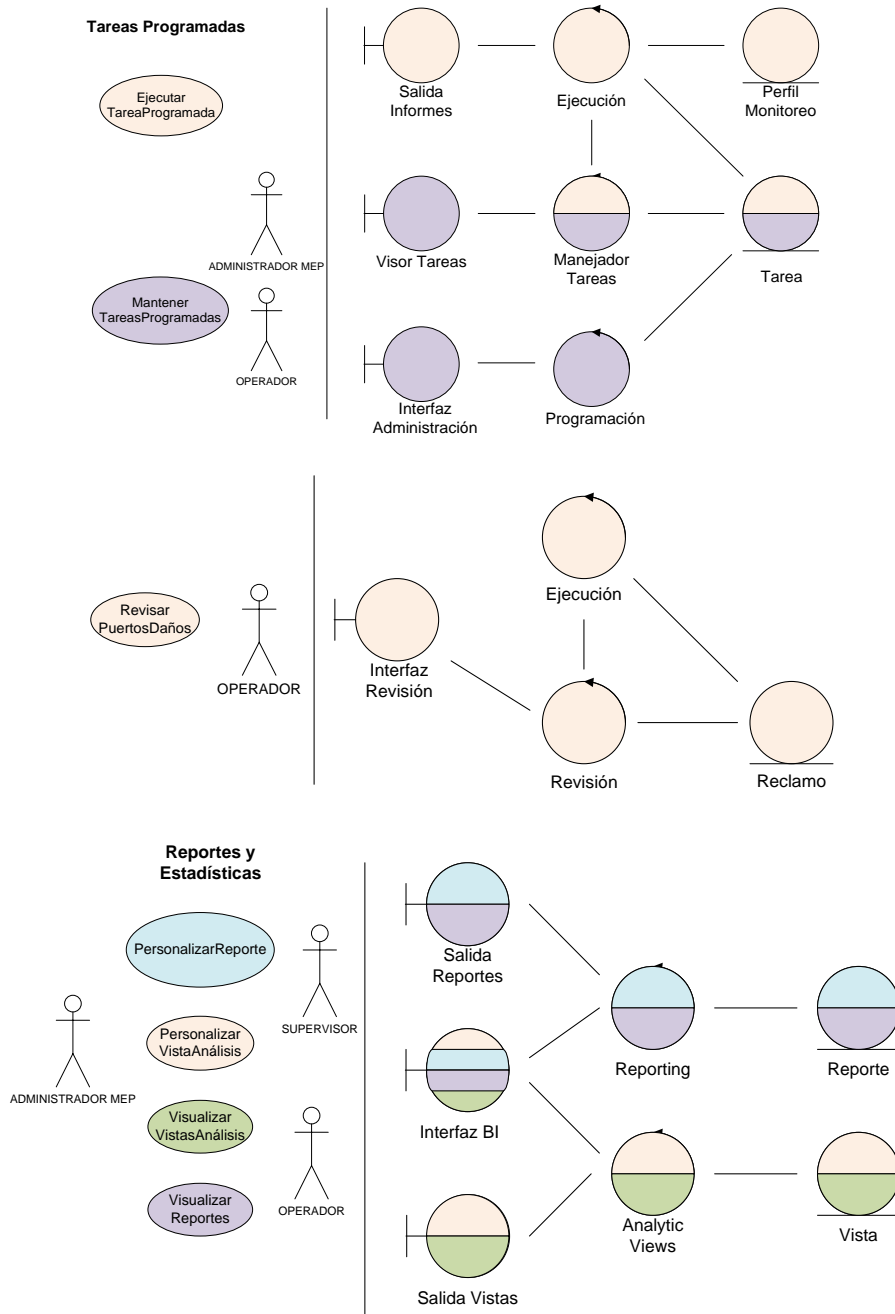 Tareas Programadas
Ejecutar
TareaProgramada
Salida
Informes
Ejecución
Perfil
Monitoreo
ADMINISTRADOR MEP
Visor Tareas
Manejador
Tareas
Tarea
Mantener
TareasProgramadas
OPERADOR
Interfaz
Administración
Programación
Revisar
PuertosDaños
OPERADOR
Interfaz
Revisión
Ejecución
Revisión
Reclamo
Reportes y
Estadísticas
PersonalizarReporte
SUPERVISOR
Salida
Reportes
Personalizar
VistaAnálisis
ADMINISTRADOR MEP
Reporting
Reporte
Visualizar
VistasAnálisis
Interfaz BI
Visualizar
Reportes
OPERADOR
Analytic
Views
Vista
Salida Vistas